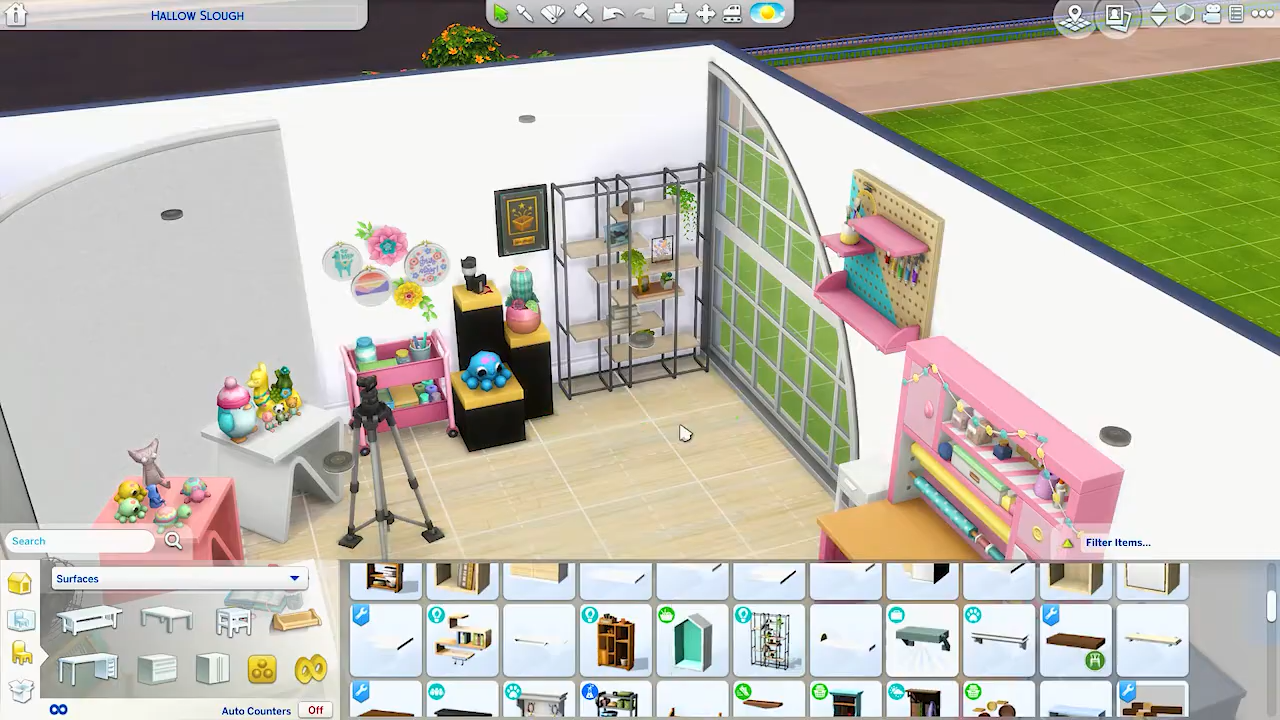 HALLOW SLOUGH
Search
Filter Items...
Surfaces
Auto Counters
Off